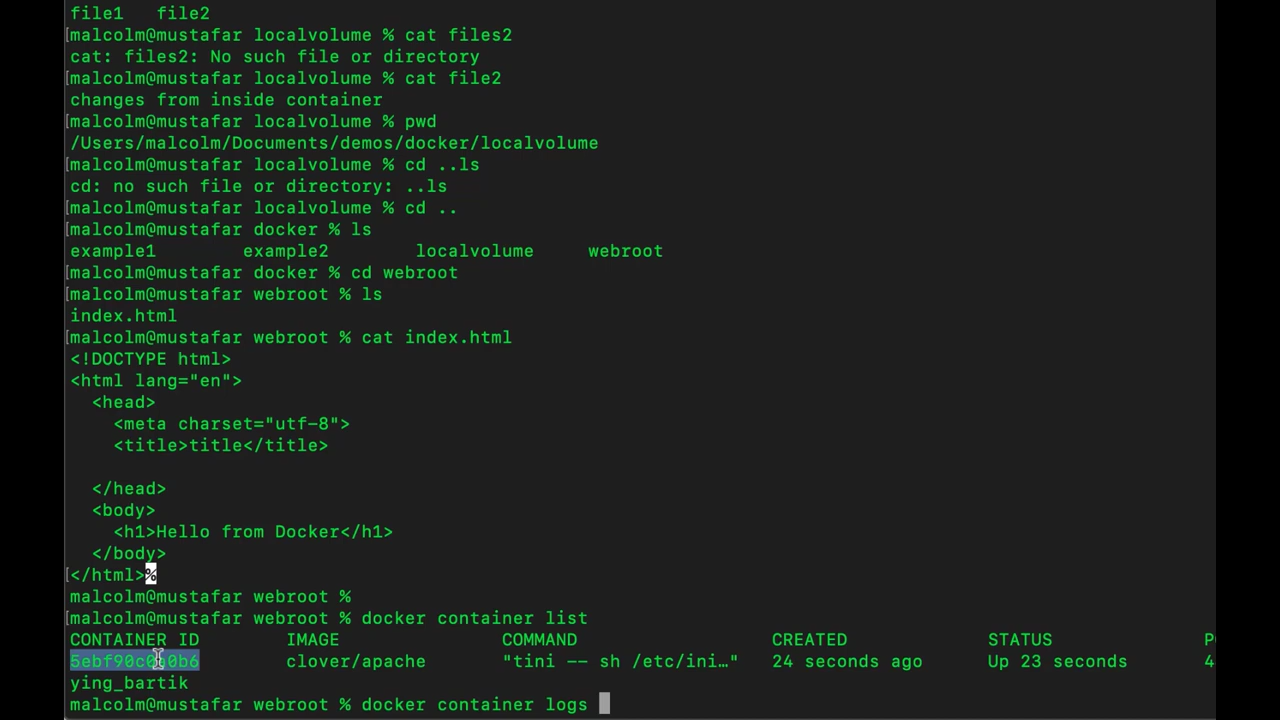 file1   file2
[malcolm@mustafar localvolume % cat files2
cat: files2: No such file or directory
[malcolm@mustafar localvolume % cat file2
changes from inside container
[malcolm@mustafar localvolume % pwd
/Users/malcolm/Documents/demos/docker/localvolume
[malcolm@mustafar localvolume % cd ..ls
cd: no such file or directory: ..ls
[malcolm@mustafar localvolume % cd ..
[malcolm@mustafar docker % ls
example1        example2        localvolume     webroot
[malcolm@mustafar docker % cd webroot
[malcolm@mustafar webroot % ls
index.html
[malcolm@mustafar webroot % cat index.html
<!DOCTYPE html>
<html lang="en">
  <head>
    <meta charset="utf-8">
    <title>title</title>

  </head>
  <body>
    <h1>Hello from Docker</h1>
  </body>
[</html>%
malcolm@mustafar webroot %
[malcolm@mustafar webroot % docker container list
CONTAINER ID        IMAGE               COMMAND                  CREATED             STATUS              P
clover/apache       "tini -- sh /etc/ini…"   24 seconds ago      Up 23 seconds       4
ying_bartik
malcolm@mustafar webroot % docker container logs